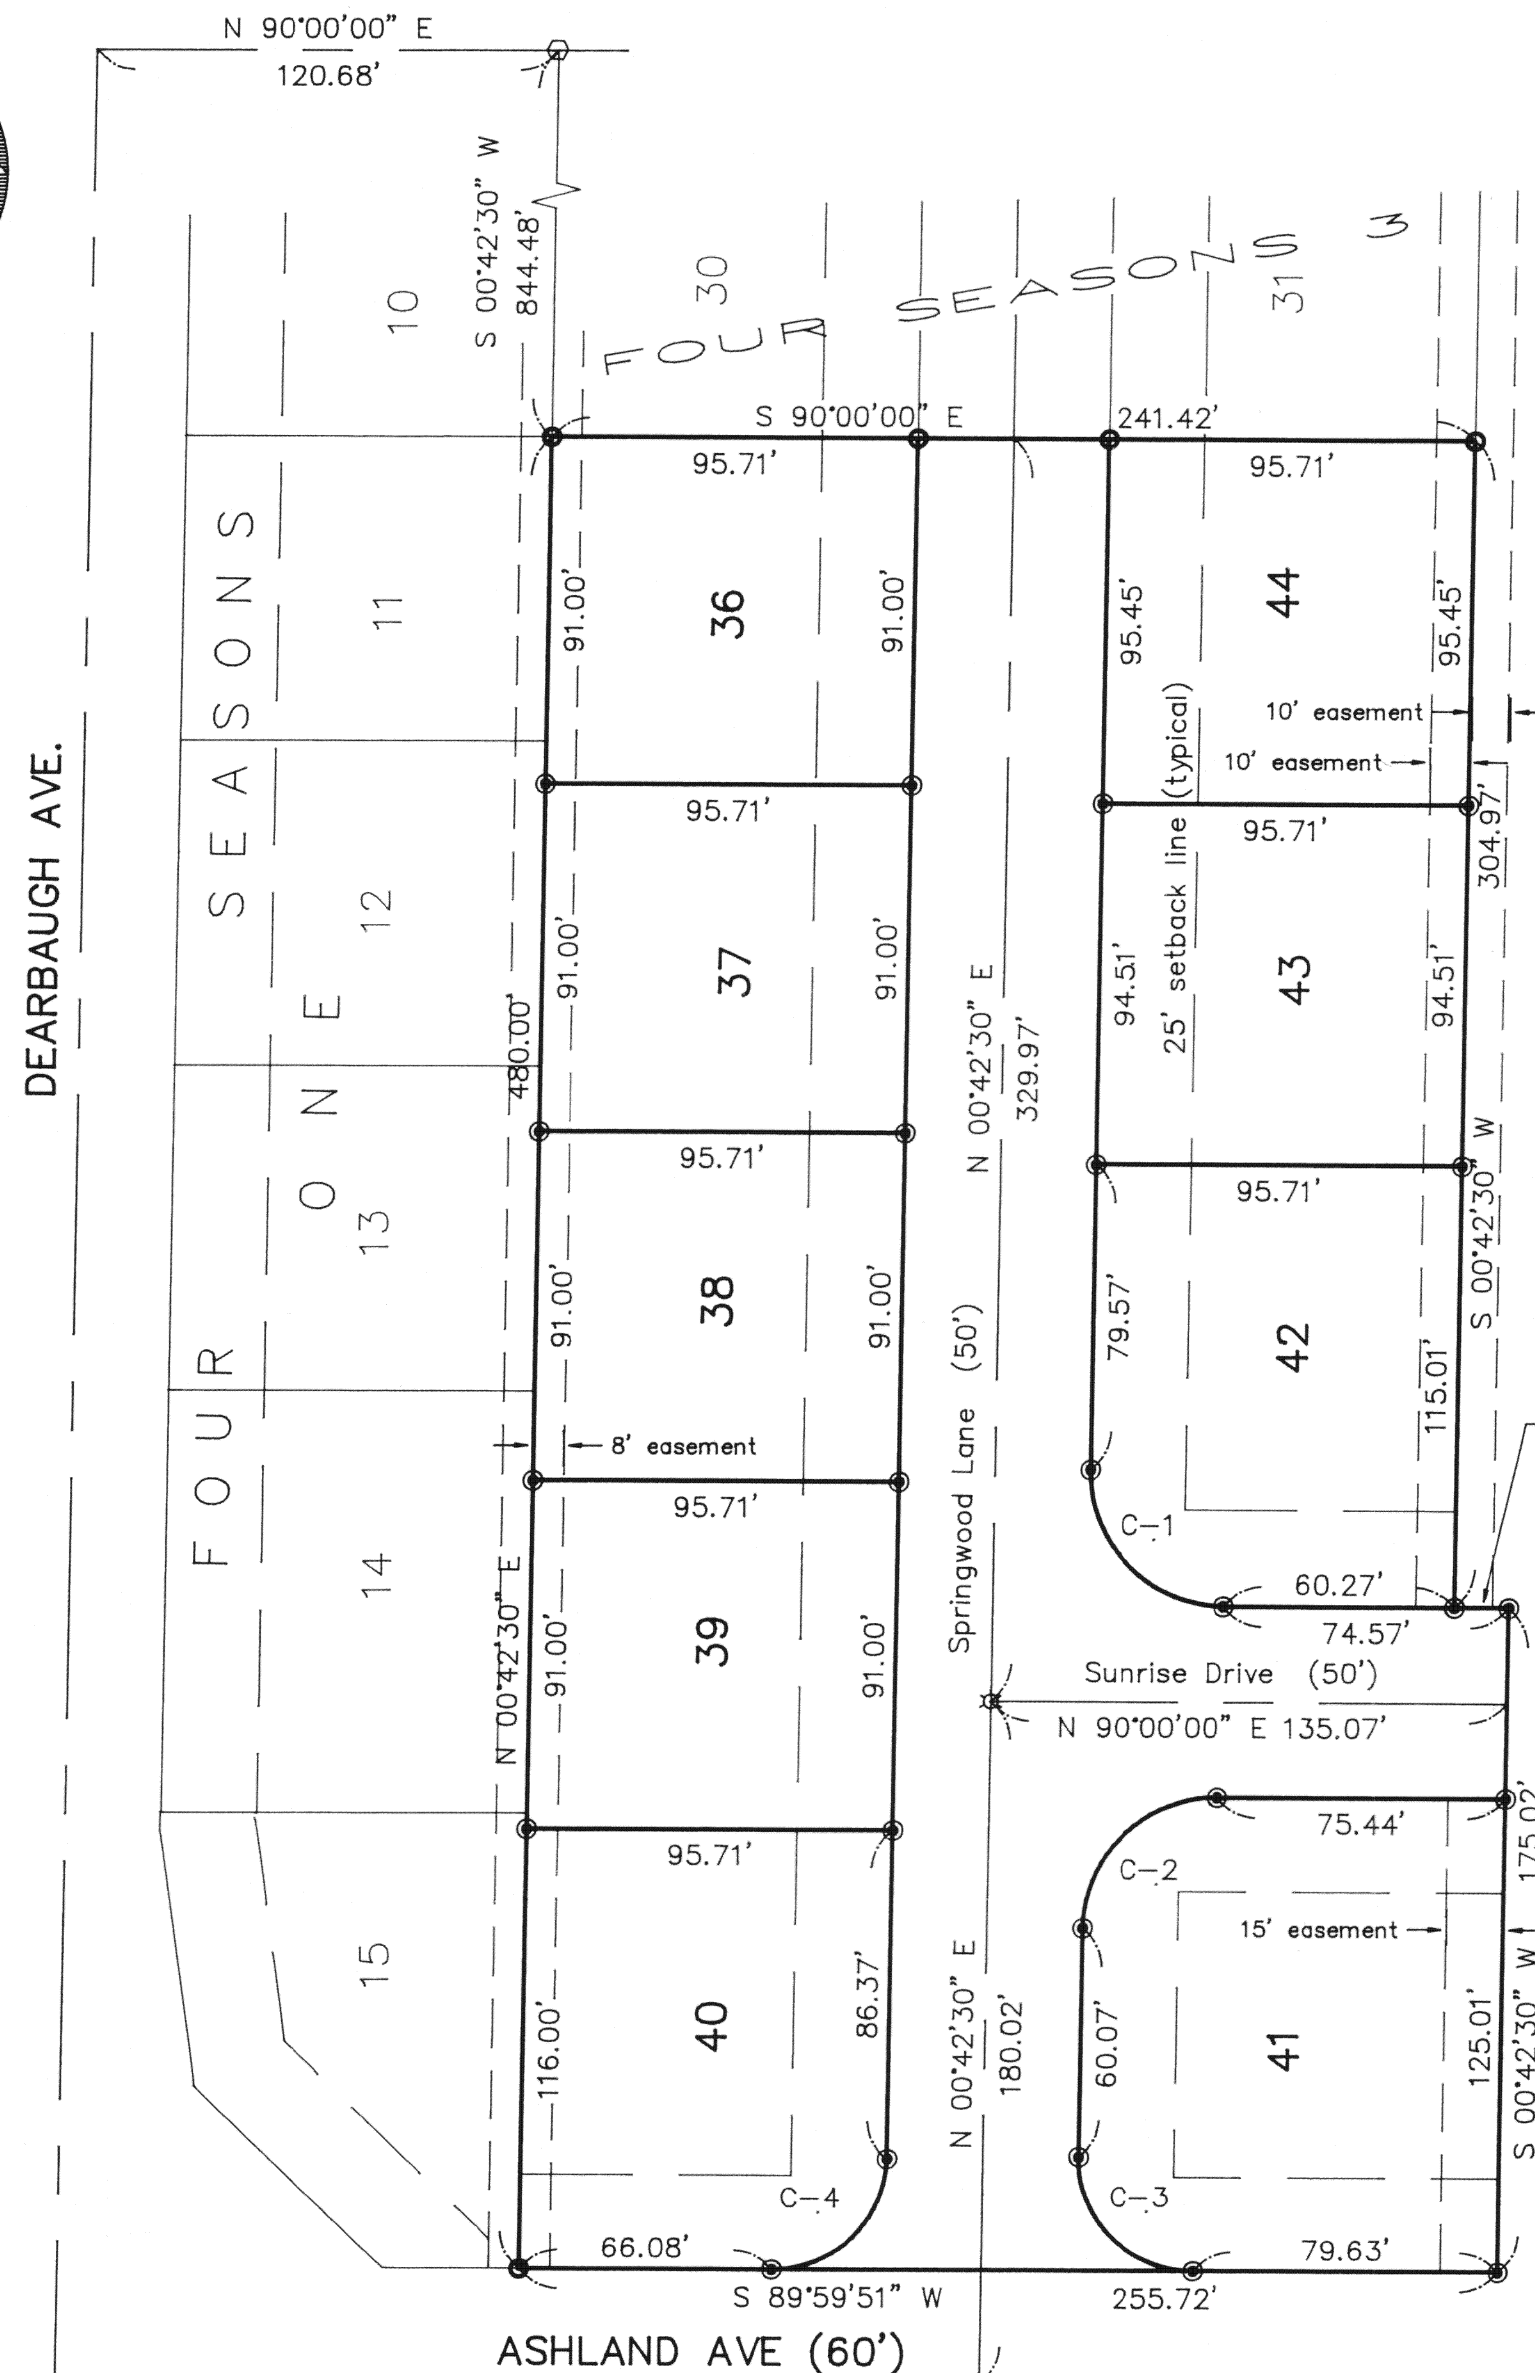 N 90°00'00" E
120.68'
S 00°42'30" W
844.48'
10
30
FOUR SEASONS 3
31
S 90°00'00" E
241.42'
95.71'
95.71'
DEARBAUGH AVE.
FOUR SEASONS
ONE
11
91.00'
36
91.00'
95.45'
44
95.45'
10' easement
10' easement
95.71'
95.71'
304.97'
12
480.00'
91.00'
37
91.00'
N 00°42'30" E
329.97'
94.51'
25' setback line (typical)
43
94.51'
95.71'
95.71'
S 00°42'30" W
13
91.00'
38
91.00'
Springwood Lane (50')
79.57'
42
115.01'
8' easement
95.71'
C-1
60.27'
74.57'
14
N 00°42'30" E
91.00'
39
91.00'
Sunrise Drive (50')
N 90°00'00" E 135.07'
95.71'
75.44'
175.02'
C-2
15' easement
15
116.00'
40
86.37'
N 00°42'30" E
180.02'
60.07'
41
125.01'
S 00°42'30" W
C-4
C-3
66.08'
79.63'
S 89°59'51" W
255.72'
ASHLAND AVE (60')